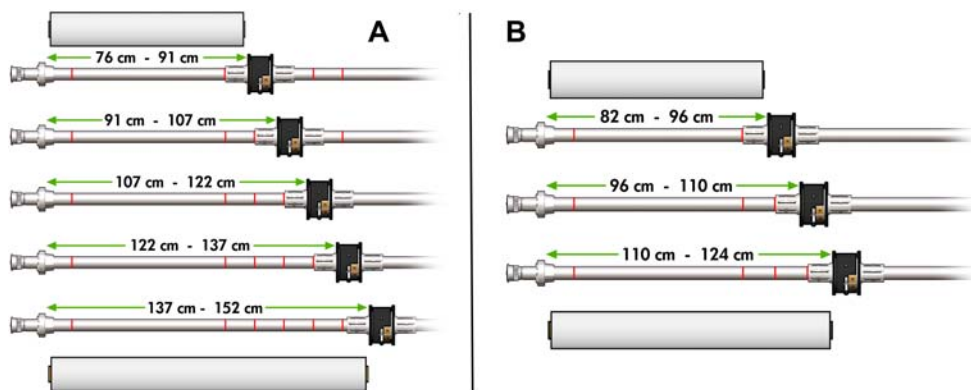 A
76 cm - 91 cm
91 cm - 107 cm
107 cm - 122 cm
122 cm - 137 cm
137 cm - 152 cm
B
82 cm - 96 cm
96 cm - 110 cm
110 cm - 124 cm